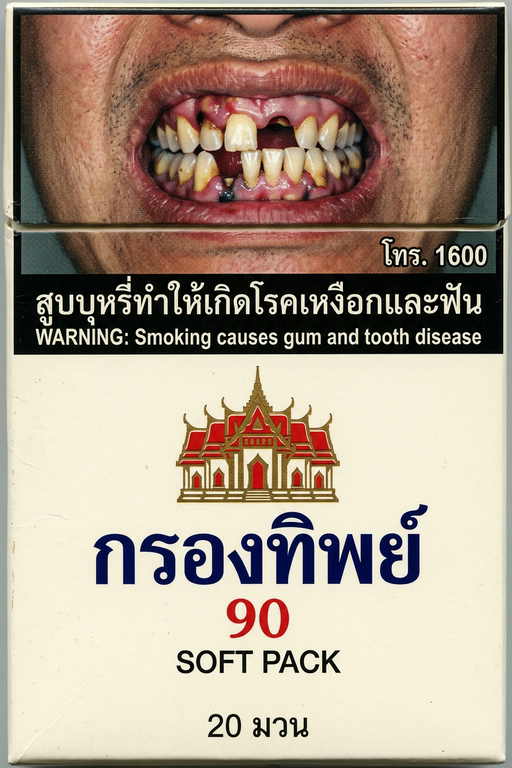 โทร. 1600
สูบบุหรี่ทำให้เกิดโรคเหงือกและฟัน
WARNING: Smoking causes gum and tooth disease
กรองทิพย์
90
SOFT PACK
20 มวน